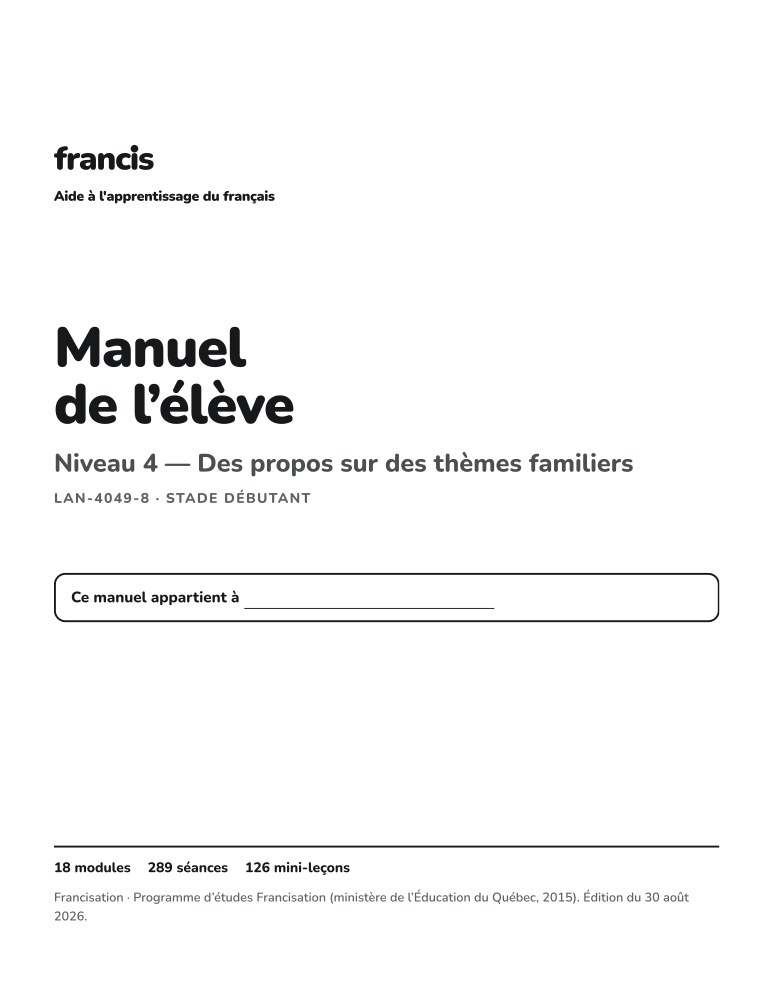 francis
Aide à l'apprentissage du français
Manuel
de l’élève
Niveau 4 — Des propos sur des thèmes familiers
LAN-4049-8 · STADE DÉBUTANT
Ce manuel appartient à
18 modules 289 séances 126 mini-leçons
Francisation · Programme d’études Francisation (ministère de l’Éducation du Québec, 2015). Édition du 30 août
2026.